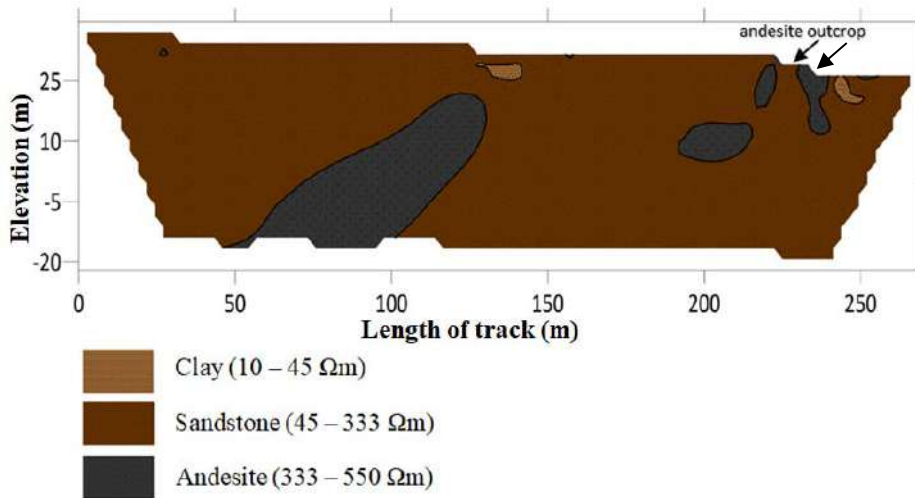 andesite outcrop
Elevation (m)
25
10
-5
-20
0 50 100 150 200 250
Length of track (m)
Clay (10 – 45 Ωm)
Sandstone (45 – 333 Ωm)
Andesite (333 – 550 Ωm)